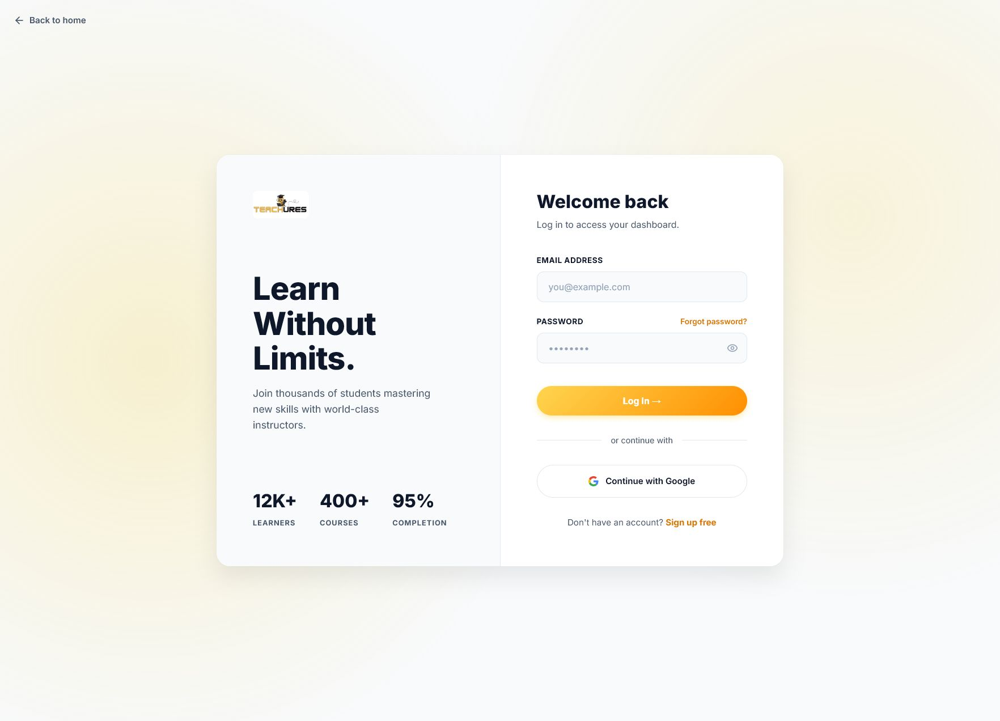 Back to home
TEACHURES
Learn
Without
Limits.
Join thousands of students mastering
new skills with world-class
instructors.
12K+ 400+ 95%
LEARNERS COURSES COMPLETION
Welcome back
Log in to access your dashboard.
EMAIL ADDRESS
you@example.com
PASSWORD Forgot password?
••••••••
Log In →
or continue with
Continue with Google
Don't have an account? Sign up free